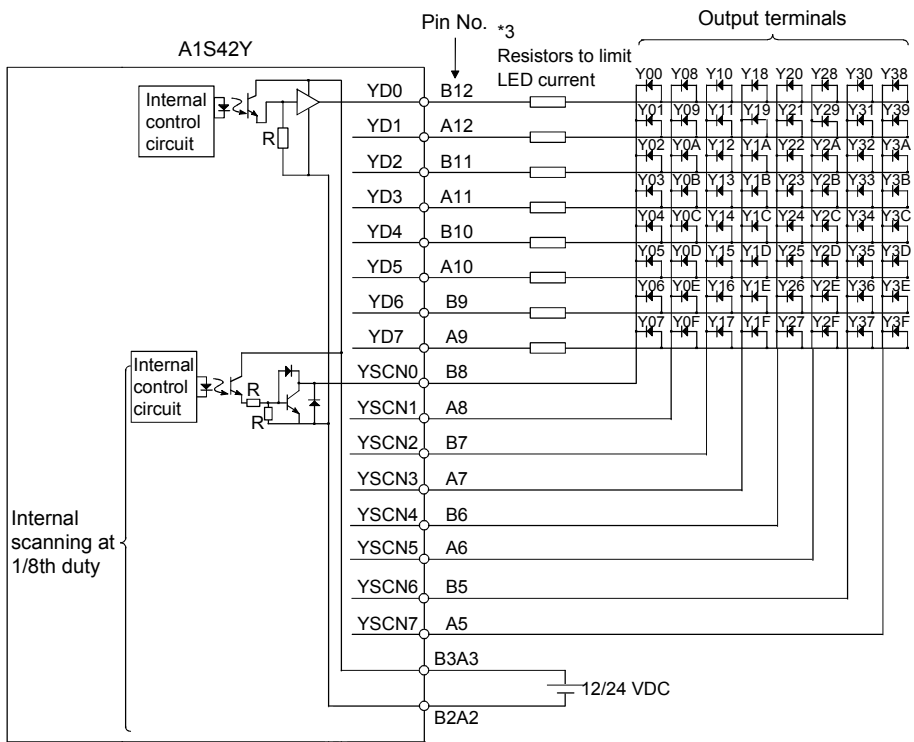 Pin No.
*3
Output terminals
A1S42Y
Resistors to limit
LED current
Internal
control
circuit
R
YD0 B12
Y00 Y08 Y10 Y18 Y20 Y28 Y30 Y38
YD1 A12
Y01 Y09 Y11 Y19 Y21 Y29 Y31 Y39
YD2 B11
Y02 Y0A Y12 Y1A Y22 Y2A Y32 Y3A
YD3 A11
Y03 Y0B Y13 Y1B Y23 Y2B Y33 Y3B
YD4 B10
Y04 Y0C Y14 Y1C Y24 Y2C Y34 Y3C
YD5 A10
Y05 Y0D Y15 Y1D Y25 Y2D Y35 Y3D
YD6 B9
Y06 Y0E Y16 Y1E Y26 Y2E Y36 Y3E
YD7 A9
Y07 Y0F Y17 Y1F Y27 Y2F Y37 Y3F
Internal
control
circuit
R
R
YSCN0 B8
YSCN1 A8
YSCN2 B7
YSCN3 A7
YSCN4 B6
YSCN5 A6
YSCN6 B5
YSCN7 A5
Internal
scanning at
1/8th duty
B3A3
12/24 VDC
B2A2